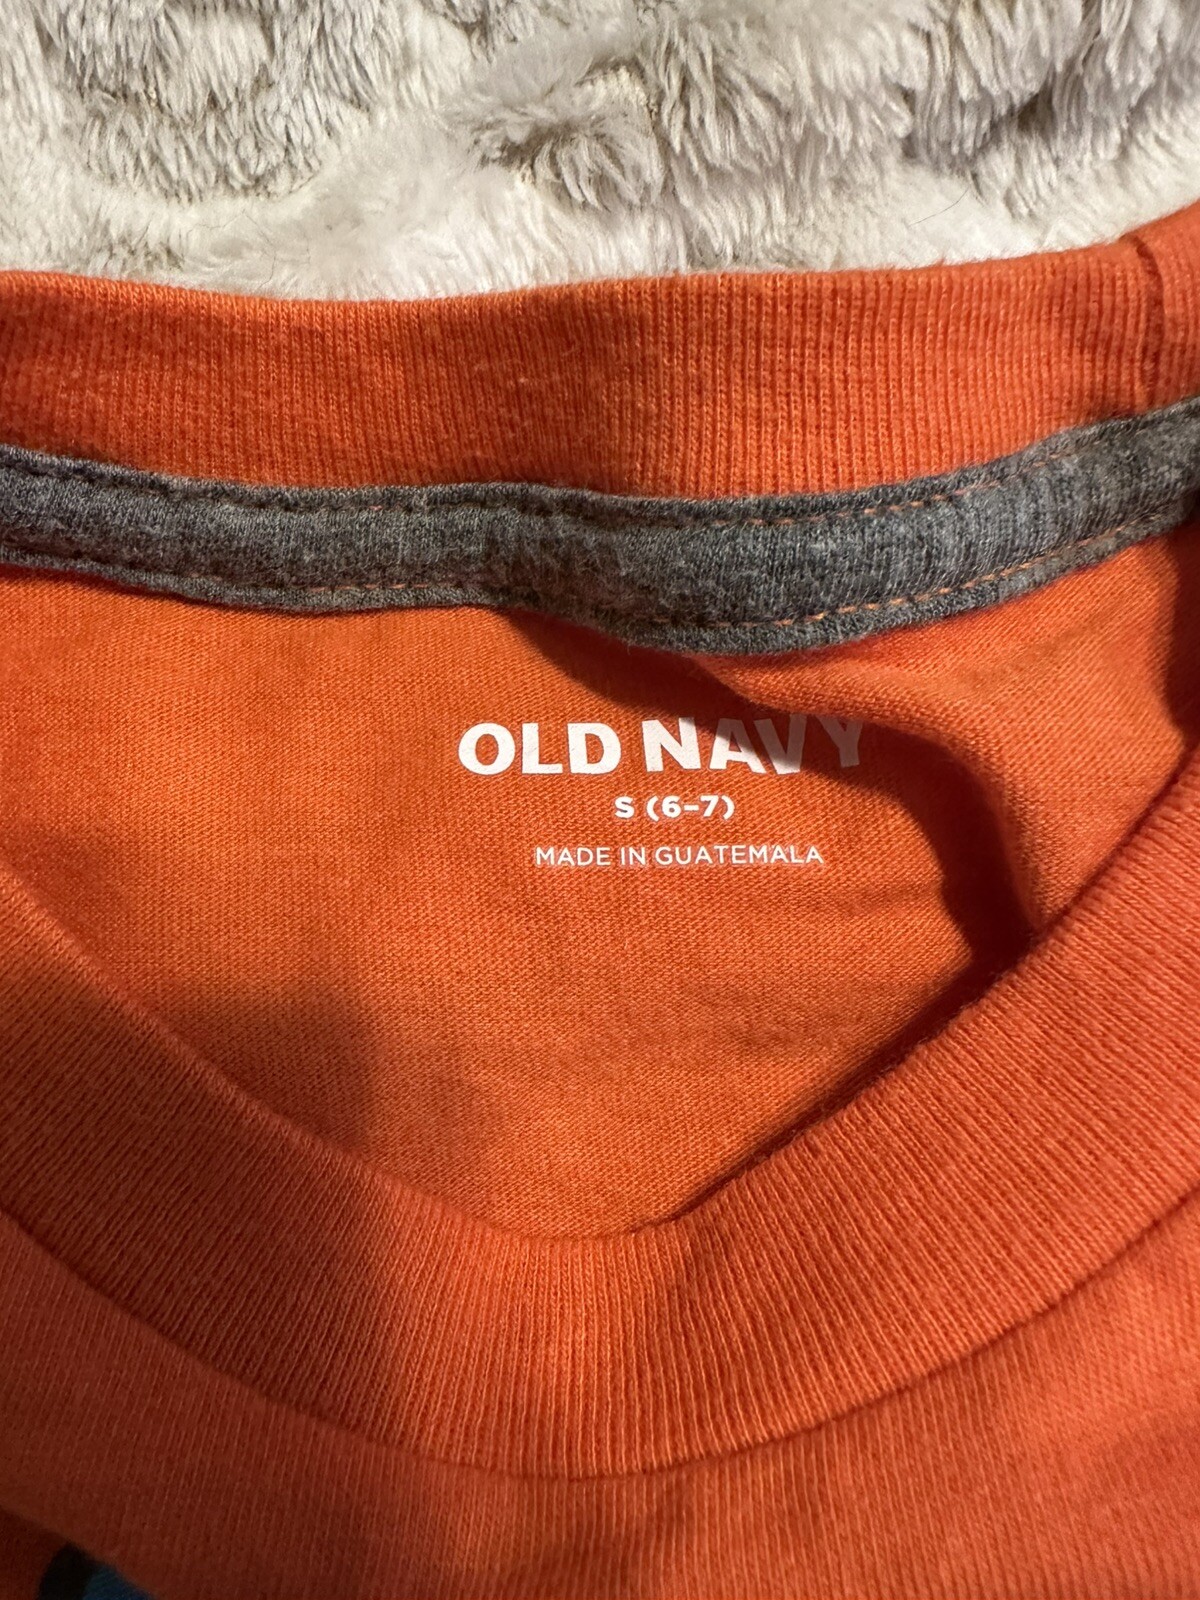 OLD NAVY
S (6-7)
MADE IN GUATEMALA